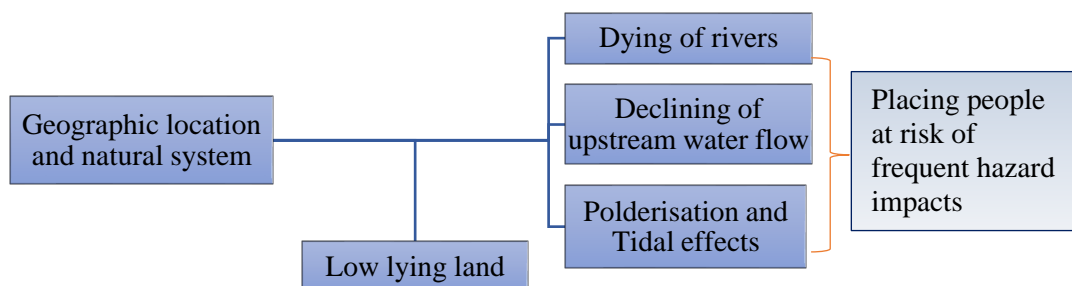 Geographic location
and natural system
Low lying land
Dying of rivers
Declining of
upstream water flow
Polderisation and
Tidal effects
Placing people
at risk of
frequent hazard
impacts